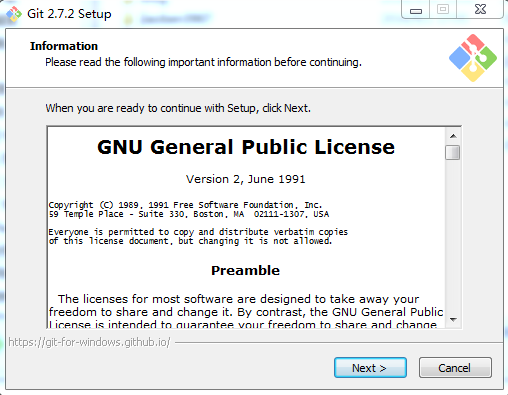 Git 2.7.2 Setup
Information
Please read the following important information before continuing.
When you are ready to continue with Setup, click Next.
GNU General Public License
Version 2, June 1991
Copyright (C) 1989, 1991 Free Software Foundation, Inc.
59 Temple Place - Suite 330, Boston, MA  02111-1307, USA
Everyone is permitted to copy and distribute verbatim copies
of this license document, but changing it is not allowed.
Preamble
The licenses for most software are designed to take away your
freedom to share and change it. By contrast, the GNU General Public
License is intended to guarantee your freedom to share and change
https://git-for-windows.github.io/
Next >
Cancel